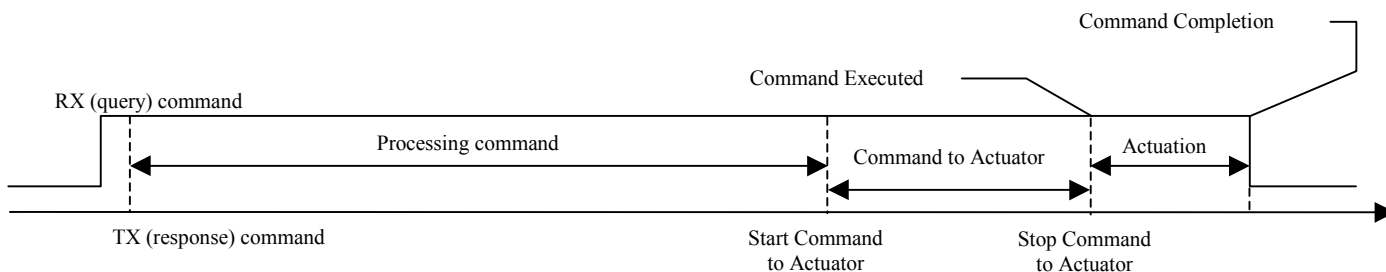 Command Completion
Command Executed
RX (query) command
Processing command
Command to Actuator
Actuation
TX (response) command
Start Command
to Actuator
Stop Command
to Actuator